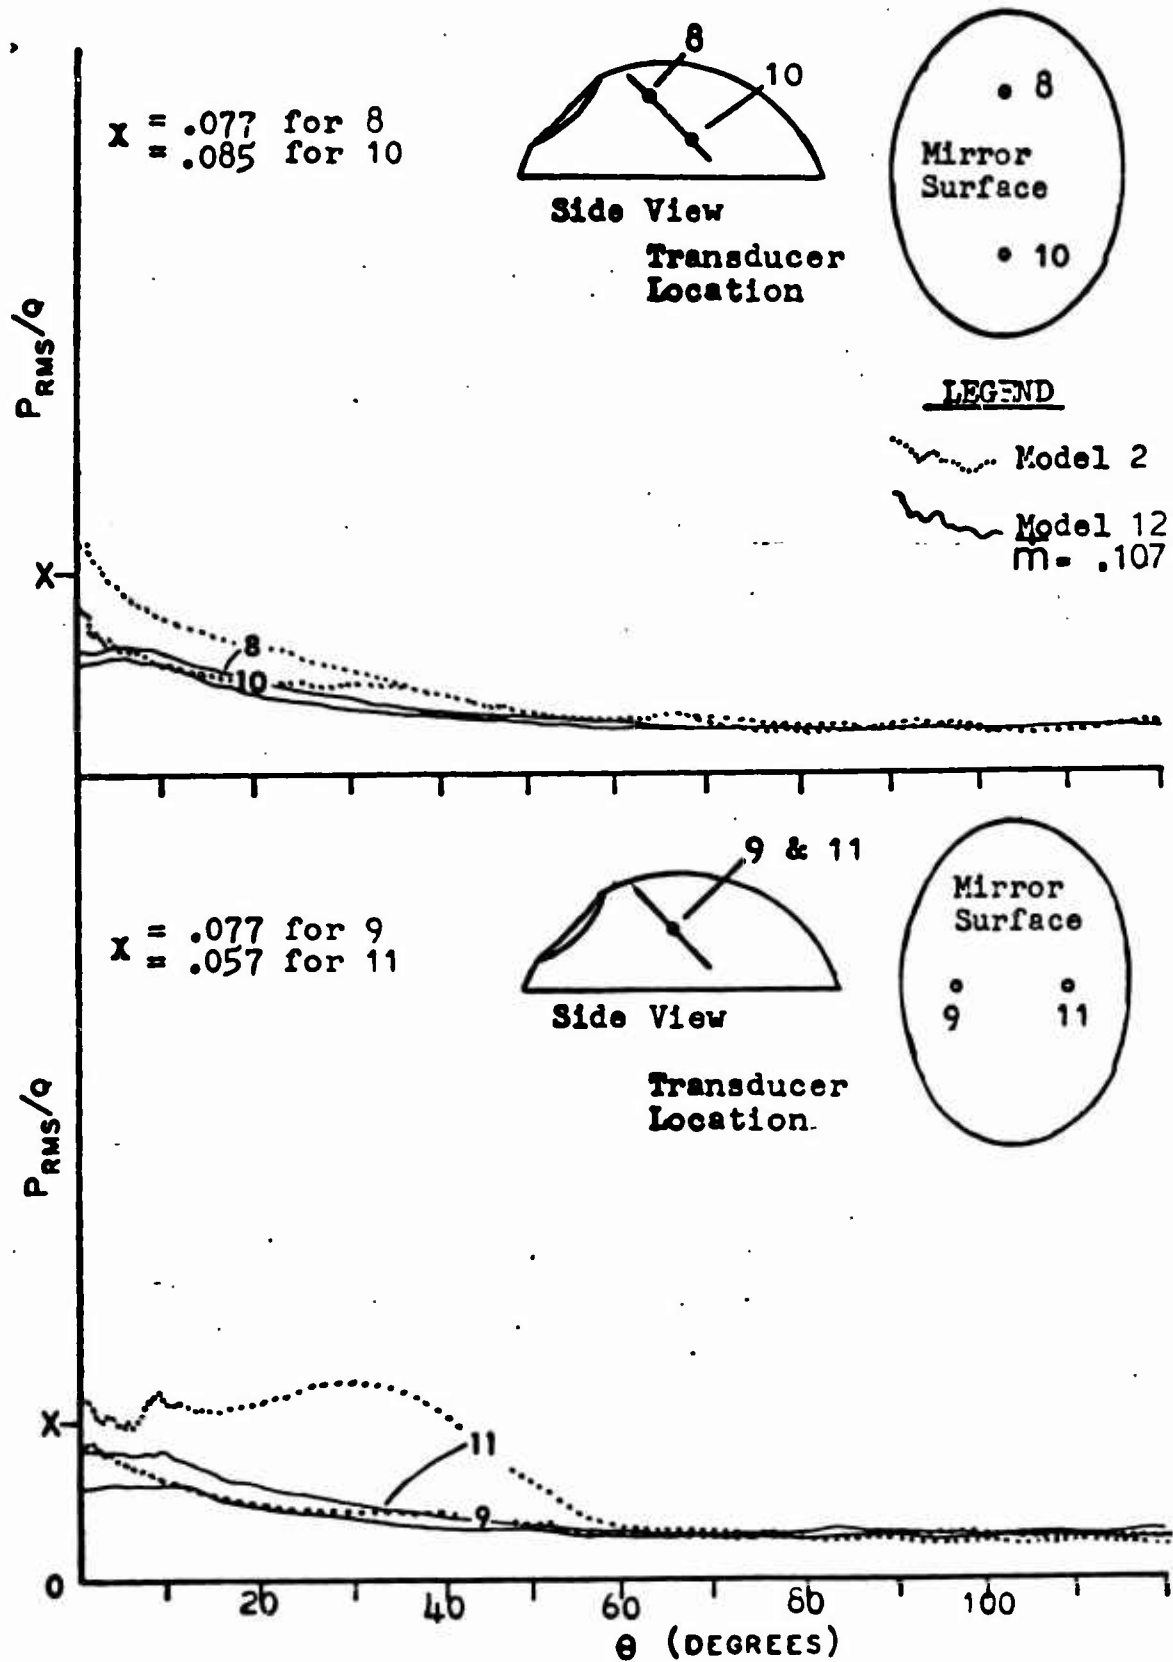 8
10
X = .077 for 8
= .085 for 10
Side View
Transducer
Location
8
Mirror
Surface
10
LEGEND
Model 2
Model 12
ṁ = .107
P RMS/Q
X
8
10
9 & 11
X = .077 for 9
= .057 for 11
Side View
Transducer
Location
Mirror
Surface
9
11
P RMS/Q
X
11
9
0
20
40
60
80
100
θ (DEGREES)